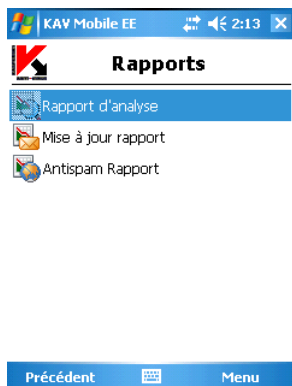 KAV Mobile EE 2:13
Rapports
Rapport d'analyse
Mise à jour rapport
Antispam Rapport
Précédent Menu